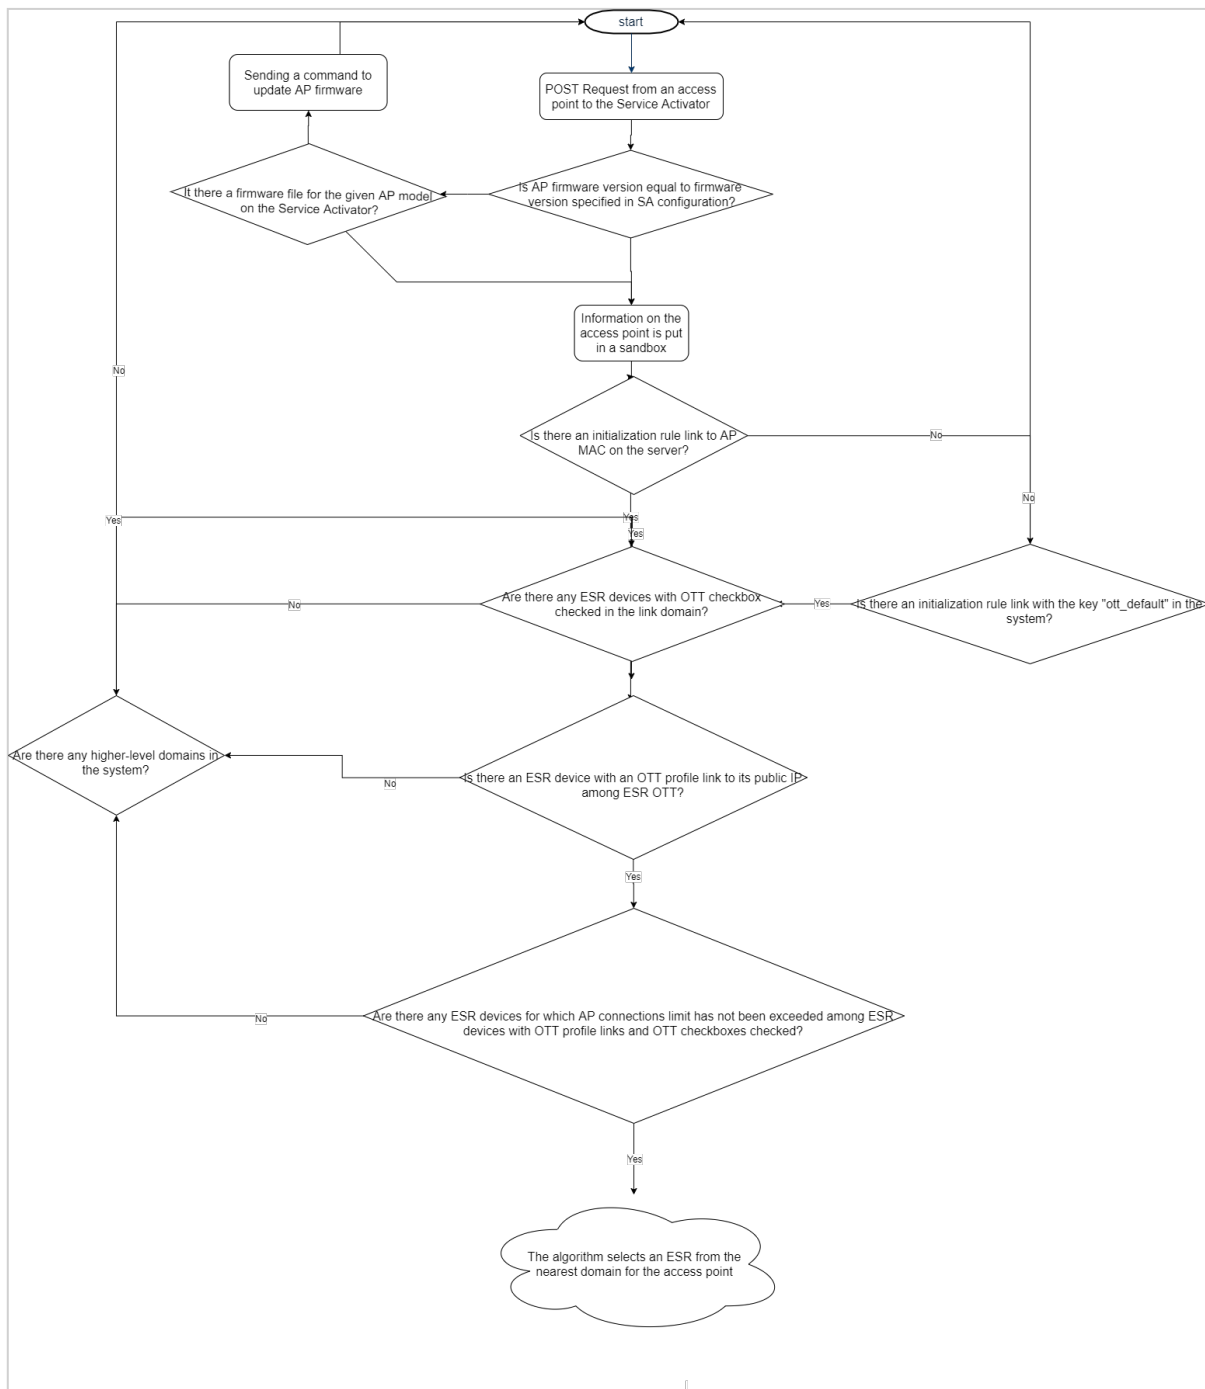 start
Sending a command to
update AP firmware
POST Request from an access
point to the Service Activator
It there a firmware file for the given AP model
on the Service Activator?
Is AP firmware version equal to firmware
version specified in SA configuration?
Information on the
access point is put
in a sandbox
No
Is there an initialization rule link to AP
MAC on the server?
No
No
Yes
Yes
Yes
Are there any ESR devices with OTT checkbox
checked in the link domain?
No
Yes
Is there an initialization rule link with the key "ott_default" in the
system?
Are there any higher-level domains in
the system?
No
Is there an ESR device with an OTT profile link to its public IP
among ESR OTT?
Yes
Are there any ESR devices for which AP connections limit has not been exceeded among ESR
devices with OTT profile links and OTT checkboxes checked?
No
Yes
The algorithm selects an ESR from the
nearest domain for the access point